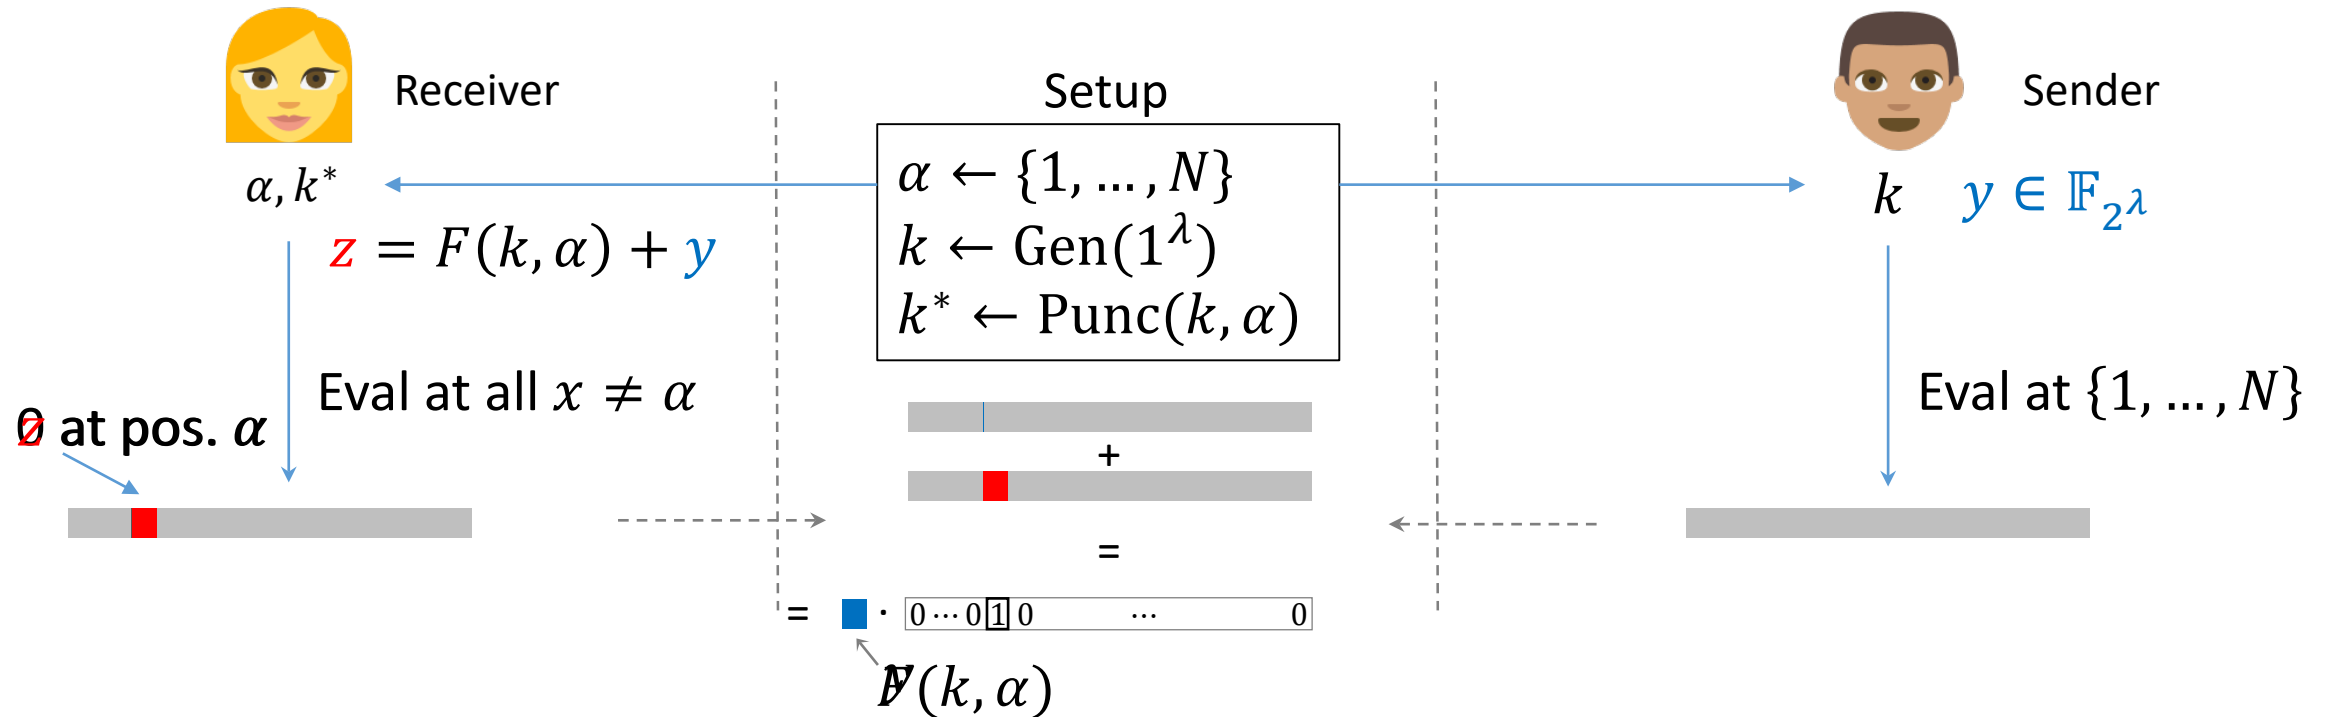 Receiver
Setup
Sender
α, k*
z = F(k, α) + y
α ← {1, … , N}
k ← Gen(1^λ)
k* ← Punc(k, α)
k
y ∈ 𝔽_{2^λ}
Eval at all x ≠ α
Eval at {1, … , N}
z at pos. α
+
=
= · 0 ⋯ 0 1 0 ⋯ 0
F(k, α)